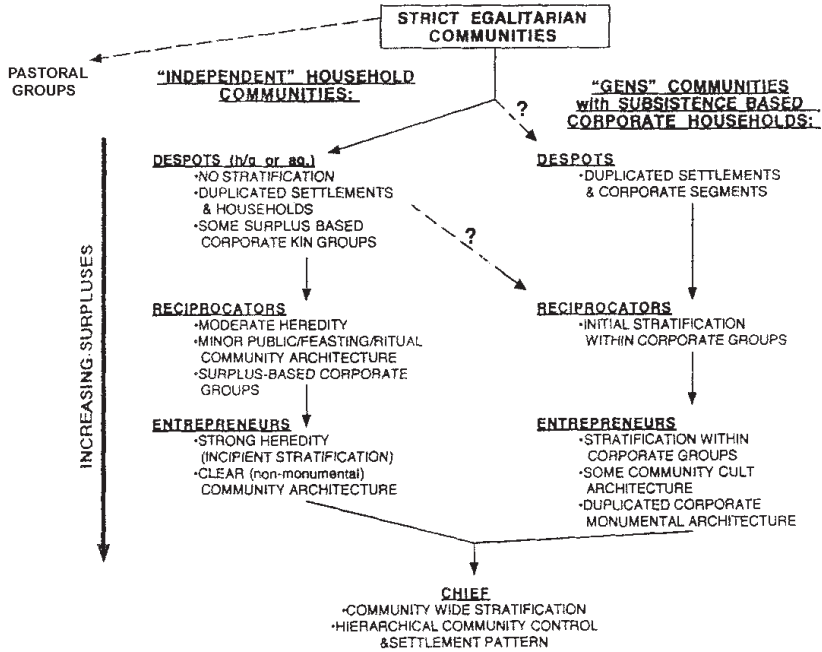 STRICT EGALITARIAN
COMMUNITIES
PASTORAL
GROUPS
"INDEPENDENT" HOUSEHOLD
COMMUNITIES:
?
"GENS" COMMUNITIES
with SUBSISTENCE BASED
CORPORATE HOUSEHOLDS:
INCREASING SURPLUSES
DESPOTS (h/g or ag.)
•NO STRATIFICATION
•DUPLICATED SETTLEMENTS
& HOUSEHOLDS
•SOME SURPLUS BASED
CORPORATE KIN GROUPS
?
RECIPROCATORS
•MODERATE HEREDITY
•MINOR PUBLIC/FEASTING/RITUAL
COMMUNITY ARCHITECTURE
•SURPLUS-BASED CORPORATE
GROUPS
ENTREPRENEURS
•STRONG HEREDITY
(INCIPIENT STRATIFICATION)
•CLEAR (non-monumental)
COMMUNITY ARCHITECTURE
DESPOTS
•DUPLICATED SETTLEMENTS
& CORPORATE SEGMENTS
RECIPROCATORS
•INITIAL STRATIFICATION
WITHIN CORPORATE GROUPS
ENTREPRENEURS
•STRATIFICATION WITHIN
CORPORATE GROUPS
•SOME COMMUNITY CULT
ARCHITECTURE
•DUPLICATED CORPORATE
MONUMENTAL ARCHITECTURE
CHIEF
•COMMUNITY WIDE STRATIFICATION
•HIERARCHICAL COMMUNITY CONTROL
&SETTLEMENT PATTERN